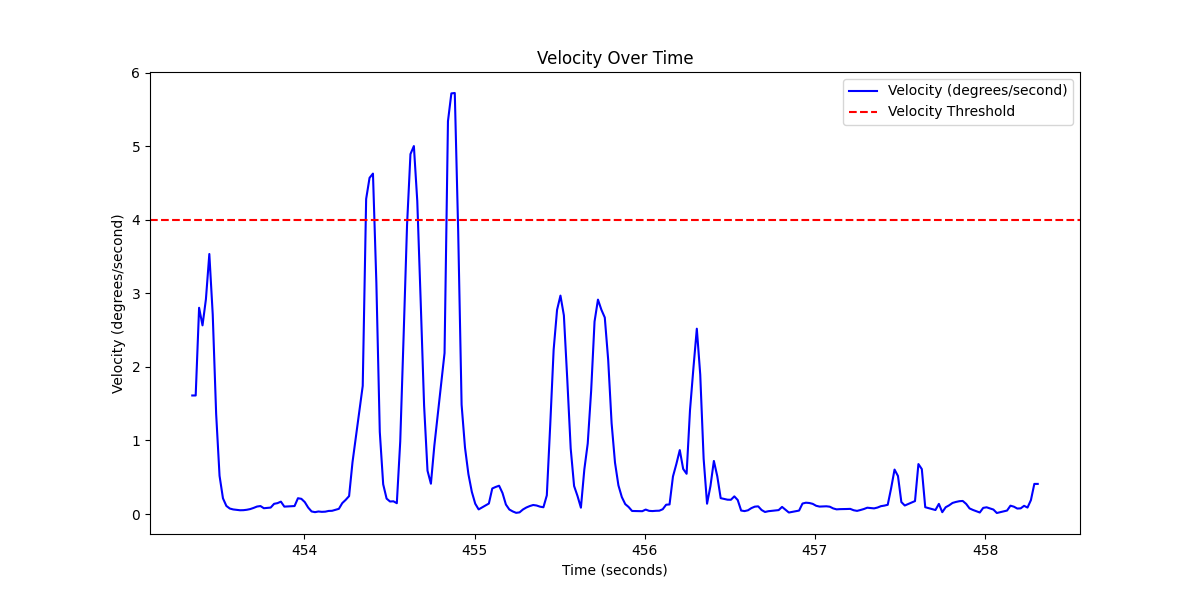 Velocity Over Time
Velocity (degrees/second)
Velocity Threshold
6
5
4
3
2
1
0
Velocity (degrees/second)
454
455
456
457
458
Time (seconds)